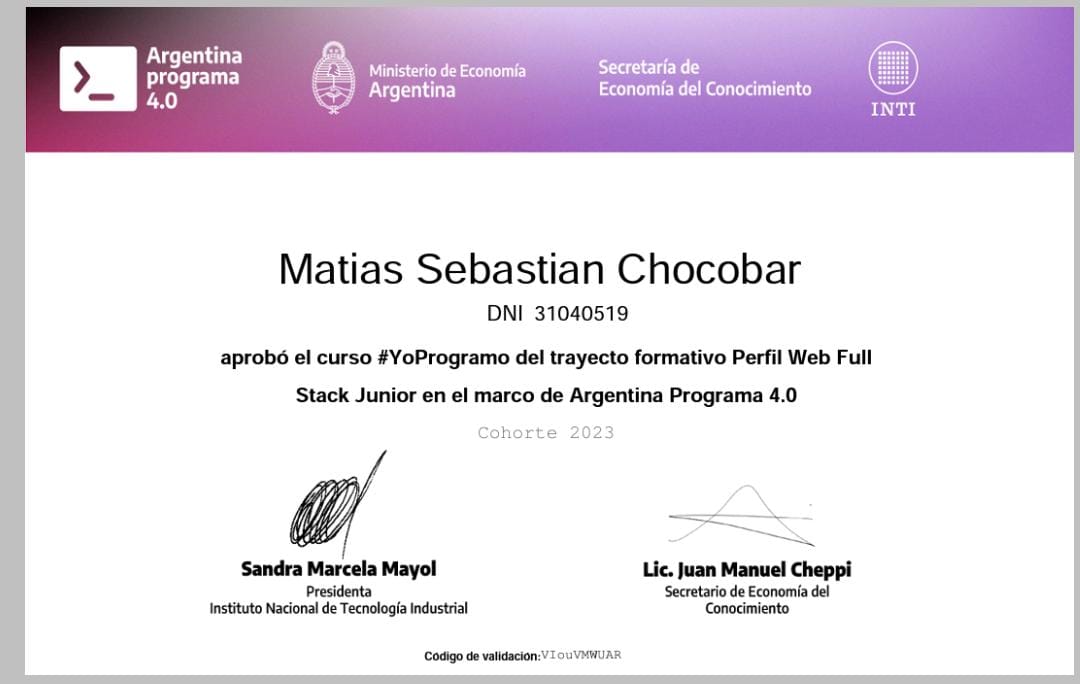 Argentina
programa
4.0
Ministerio de Economía
Argentina
Secretaría de
Economía del Conocimiento
INTI
Matias Sebastian Chocobar
DNI 31040519
aprobó el curso #YoProgramo del trayecto formativo Perfil Web Full
Stack Junior en el marco de Argentina Programa 4.0
Cohorte 2023
Sandra Marcela Mayol
Presidenta
Instituto Nacional de Tecnología Industrial
Lic. Juan Manuel Cheppi
Secretario de Economía del
Conocimiento
Código de validación:VIouVMWUAR